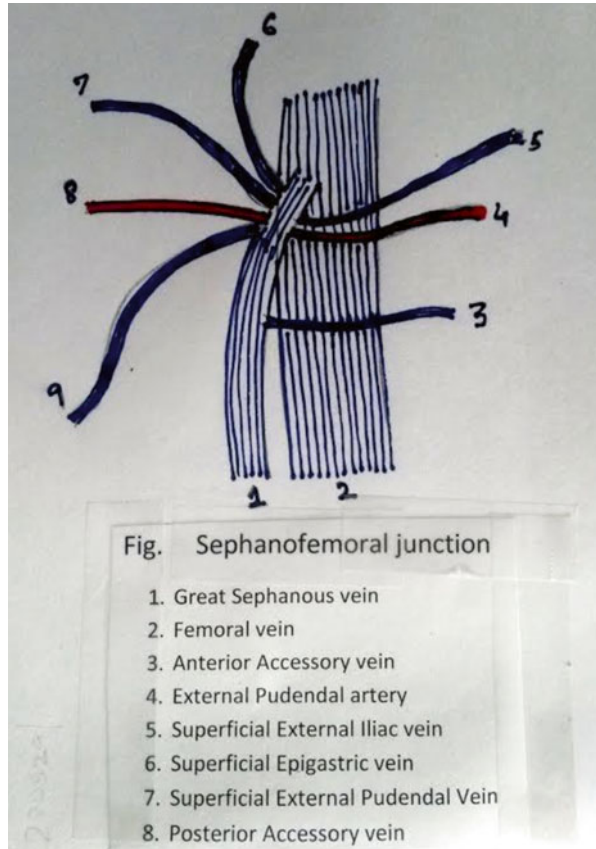 6
7
5
8
4
3
9
1 2
Fig. Sephanofemoral junction
1. Great Sephanous vein
2. Femoral vein
3. Anterior Accessory vein
4. External Pudendal artery
5. Superficial External Iliac vein
6. Superficial Epigastric vein
7. Superficial External Pudendal Vein
8. Posterior Accessory vein